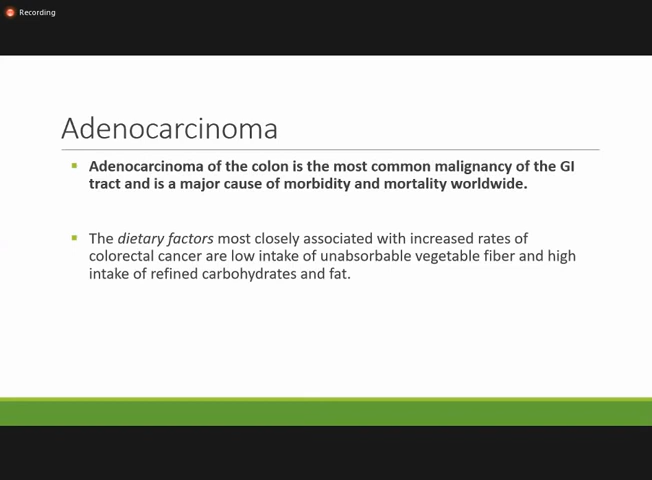 Recording
Adenocarcinoma
Adenocarcinoma of the colon is the most common malignancy of the GI
tract and is a major cause of morbidity and mortality worldwide.
The dietary factors most closely associated with increased rates of
colorectal cancer are low intake of unabsorbable vegetable fiber and high
intake of refined carbohydrates and fat.